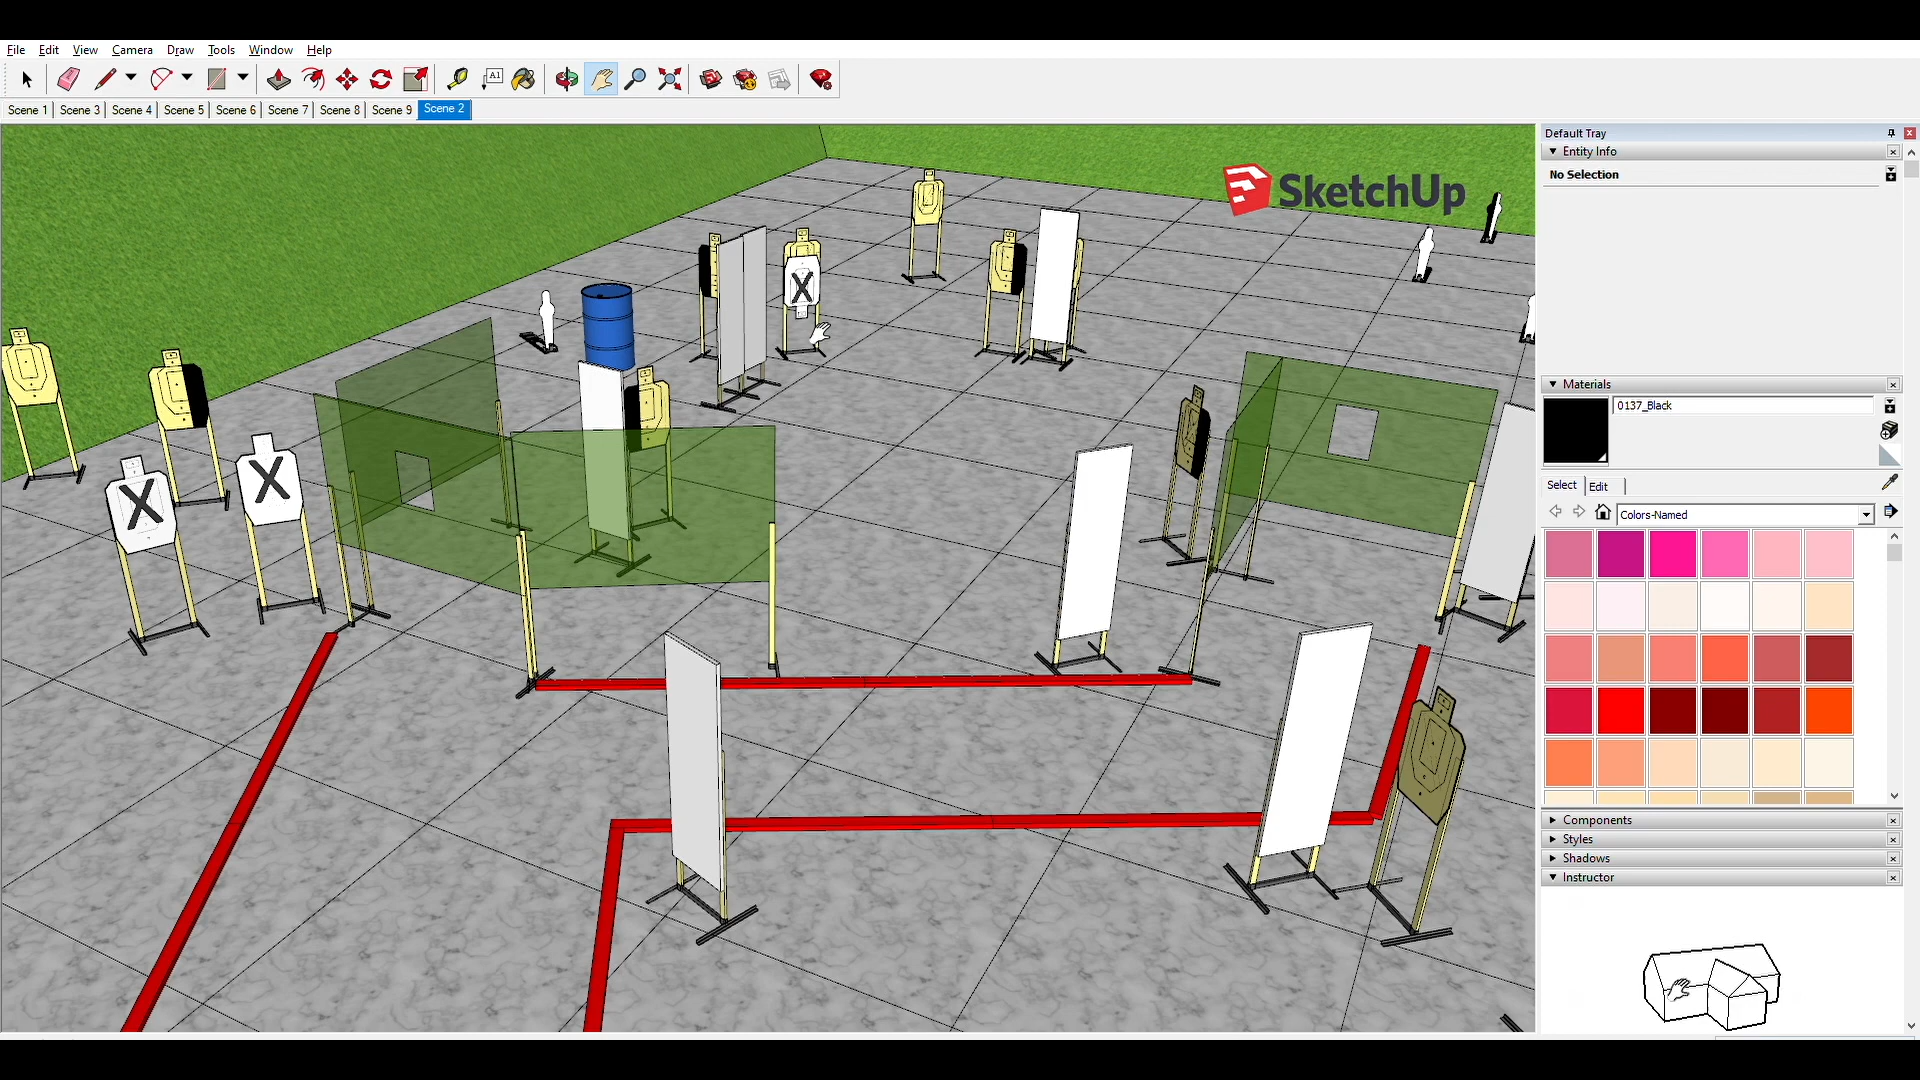 File Edit View Camera Draw Tools Window Help
A1
Scene 1 Scene 3 Scene 4 Scene 5 Scene 6 Scene 7 Scene 8 Scene 9 Scene 2
SketchUp
X
X
X
Default Tray
Entity Info
No Selection
Materials
0137_Black
Select Edit
Colors-Named
Components
Styles
Shadows
Instructor